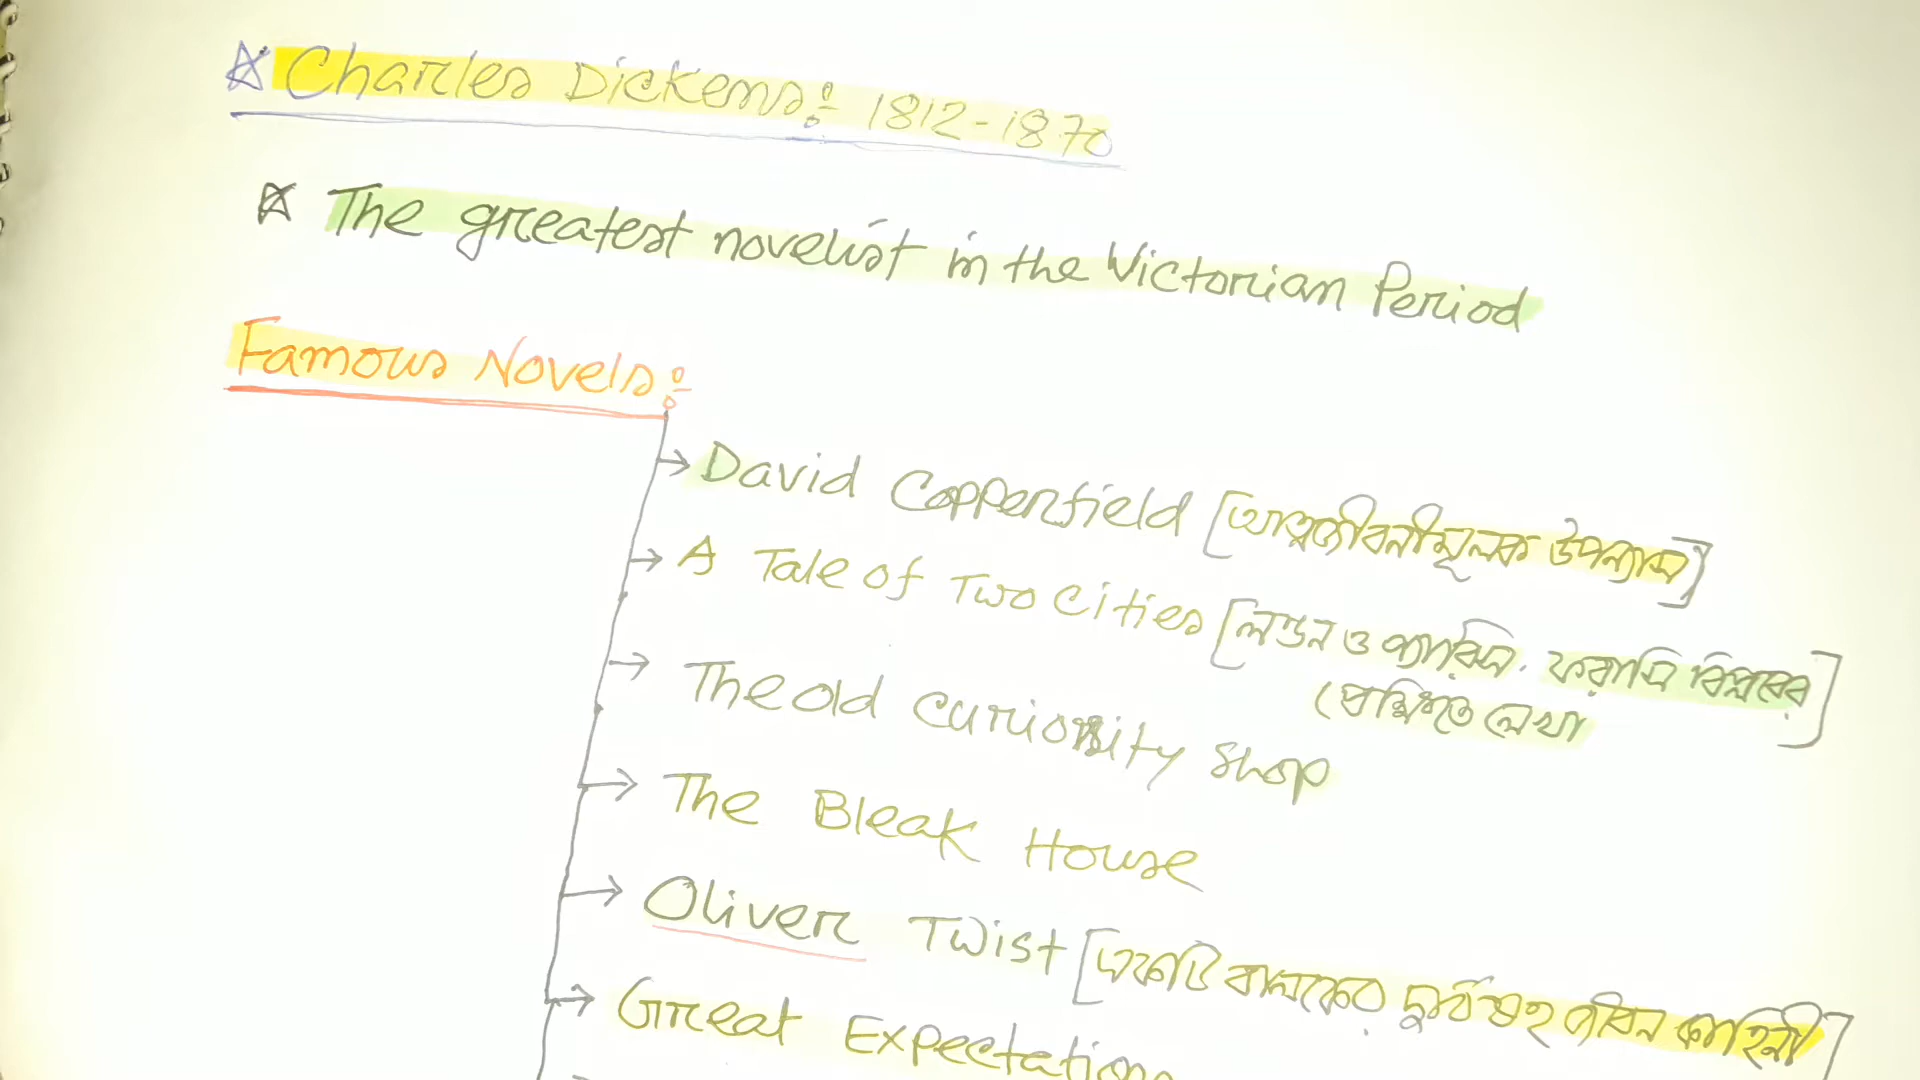 Charles Dickens: 1812-1870
The greatest novelist in the Victorian Period
Famous Novels:
David Copperfield [আত্মজীবনীমূলক উপন্যাস]
A Tale of Two Cities [লন্ডন ও প্যারিস. ফরাসি বিপ্লবের
প্রেক্ষিতে লেখা]
The old curiosity shop
The Bleak House
Oliver Twist [একটি বালকের দুর্বিষহ জীবন কাহিনী]
Great Expectation